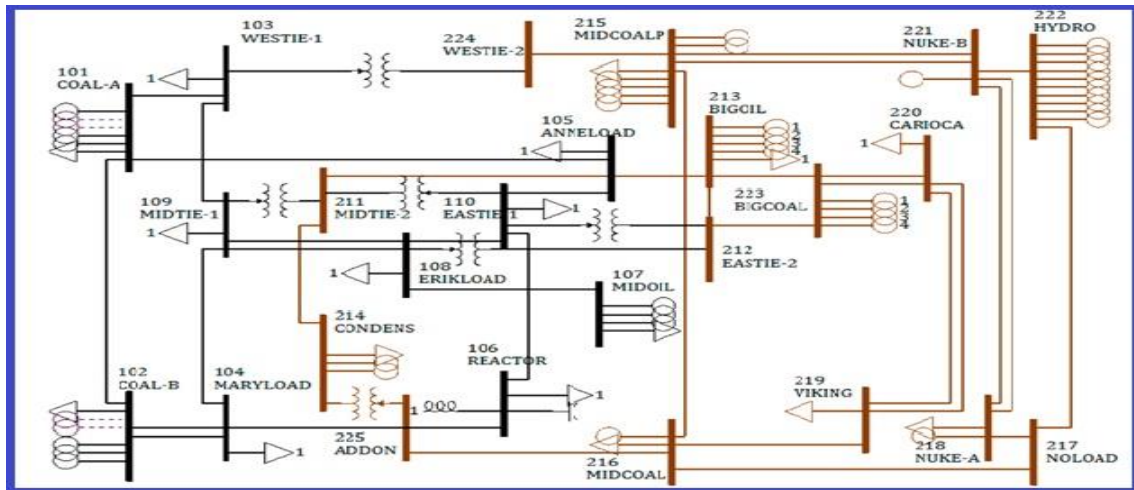 103
WESTIE-1
224
WESTIE-2
215
MIDCOALP
221
NUKE-B
222
HYDRO
101
COAL-A
1
105
ANNELOAD
1
213
BIGOIL
1
2
3
4
1
220
CARIOCA
1
109
MIDTIE-1
1
211
MIDTIE-2
110
EASTIE-1
1
223
BIGCOAL
1
2
3
4
212
EASTIE-2
108
ERIKLOAD
1
107
MIDOIL
214
CONDENS
106
REACTOR
1
102
COAL-B
104
MARYLOAD
1
1
225
ADDON
219
VIKING
216
MIDCOAL
218
NUKE-A
217
NOLOAD